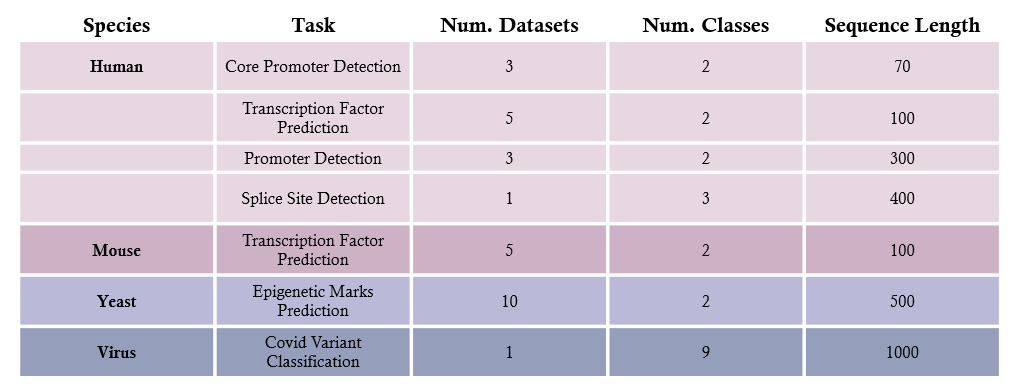 Species Task Num. Datasets Num. Classes Sequence Length
Human Core Promoter Detection 3 2 70
Transcription Factor
Prediction 5 2 100
Promoter Detection 3 2 300
Splice Site Detection 1 3 400
Mouse Transcription Factor
Prediction 5 2 100
Yeast Epigenetic Marks
Prediction 10 2 500
Virus Covid Variant
Classification 1 9 1000